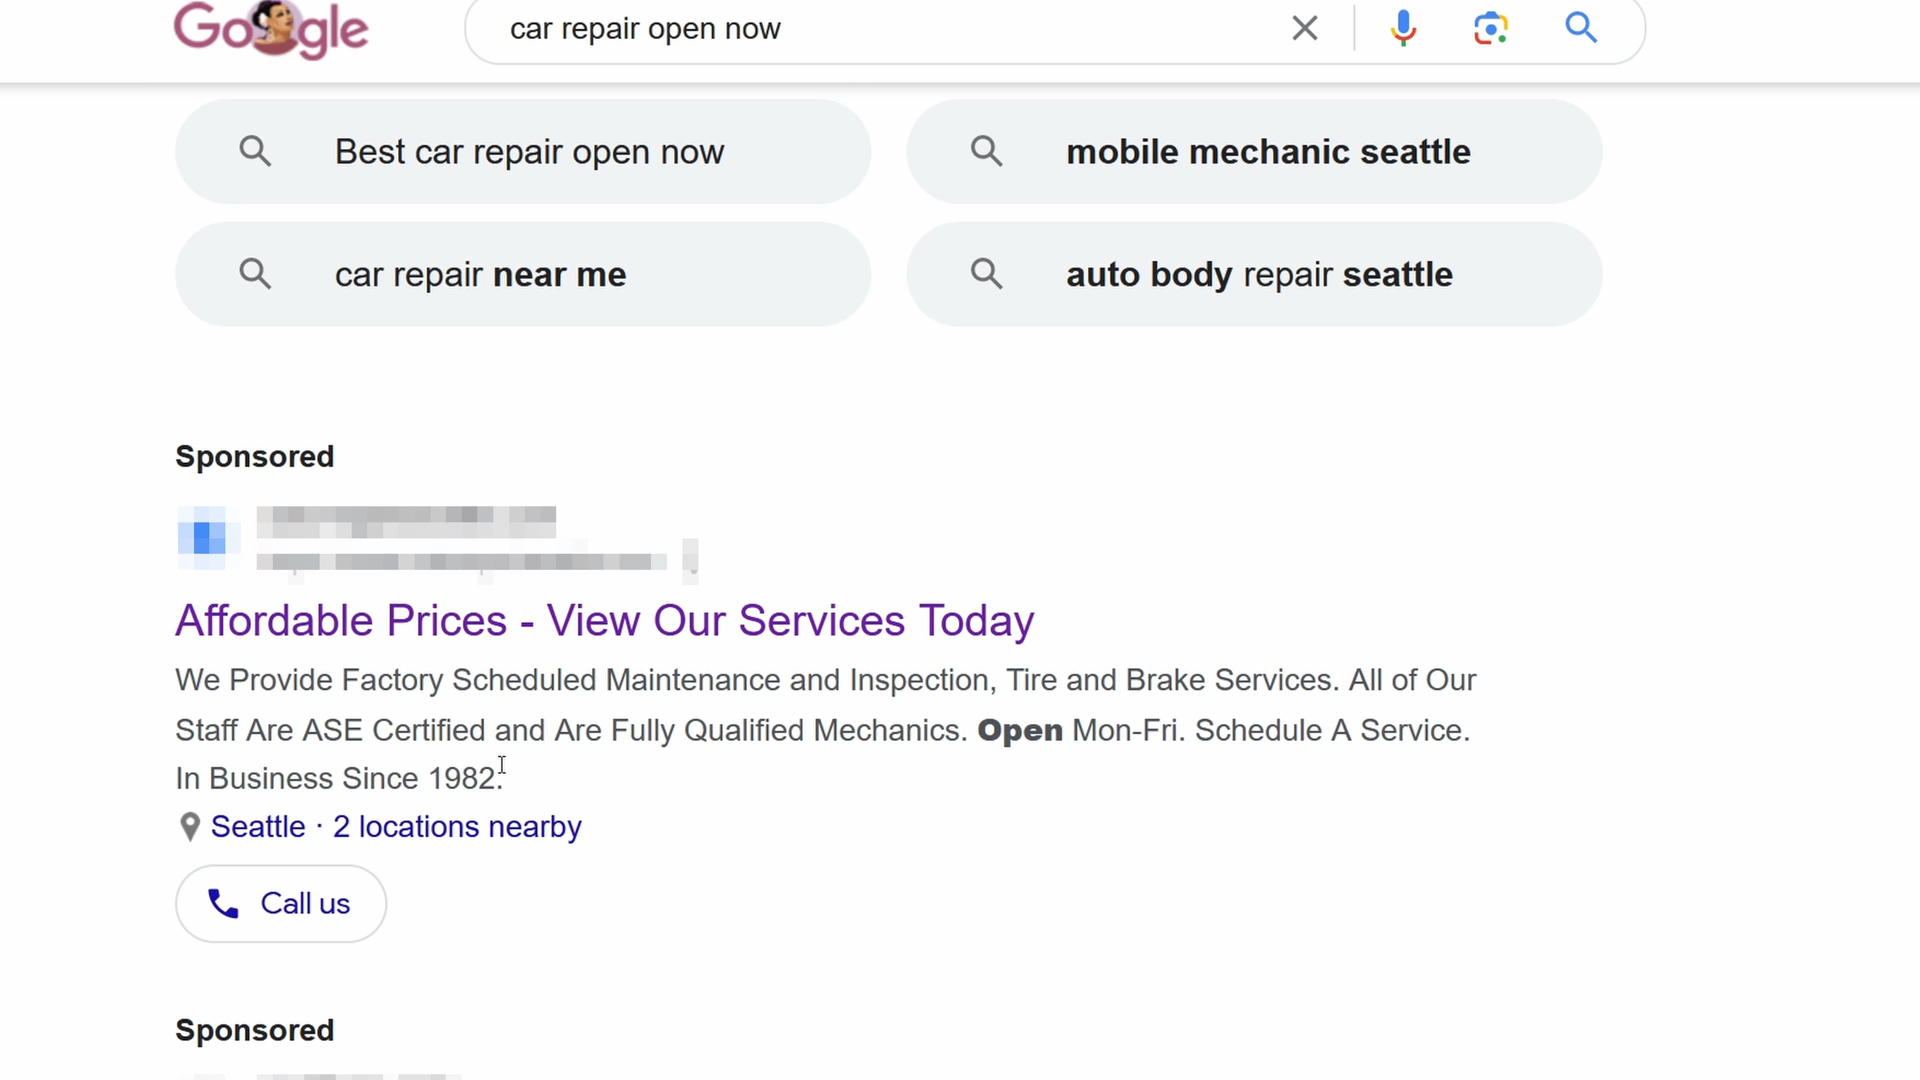 Google
car repair open now
Best car repair open now
mobile mechanic seattle
car repair near me
auto body repair seattle
Sponsored
Affordable Prices - View Our Services Today
We Provide Factory Scheduled Maintenance and Inspection, Tire and Brake Services. All of Our
Staff Are ASE Certified and Are Fully Qualified Mechanics. Open Mon-Fri. Schedule A Service.
In Business Since 1982.
Seattle · 2 locations nearby
Call us
Sponsored